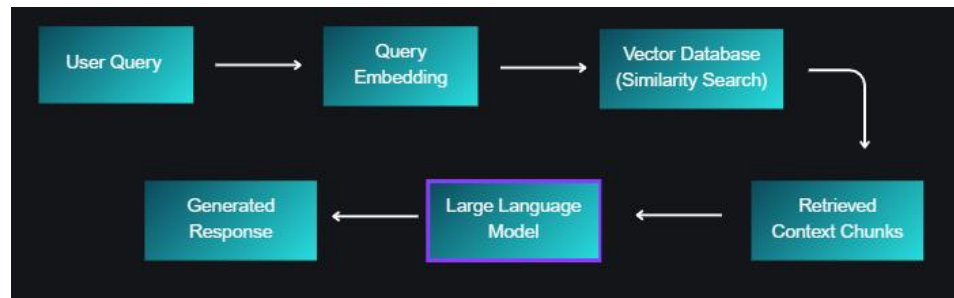 User Query
Query
Embedding
Vector Database
(Similarity Search)
Retrieved
Context Chunks
Large Language
Model
Generated
Response